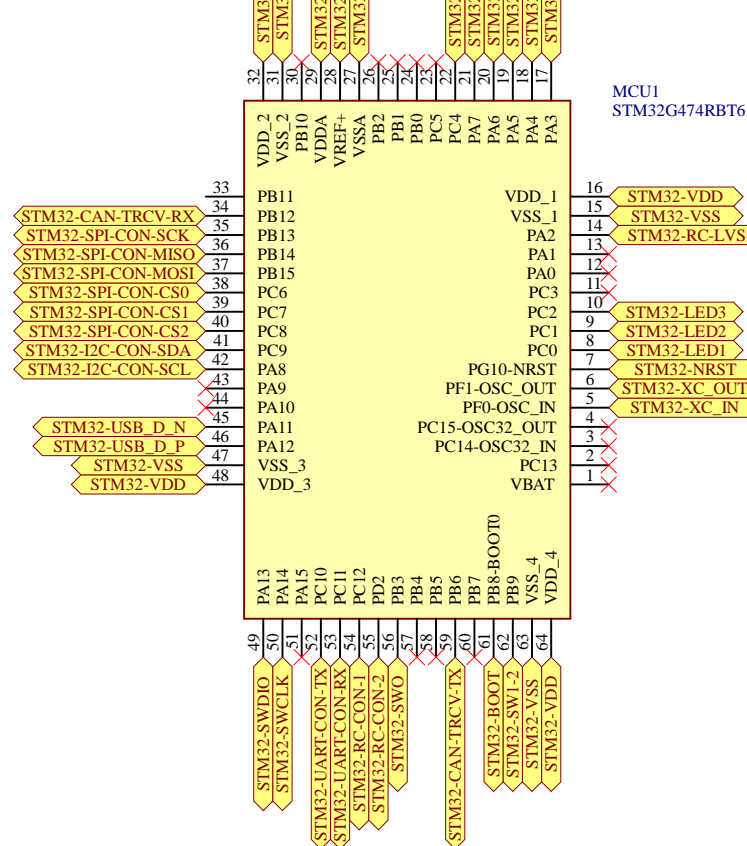 MCU1
STM32G474RBT6
32
31
30
29
28
27
26
25
24
23
22
21
20
19
18
17
VDD_2
VSS_2
PB10
VDDA
VREF+
VSSA
PB2
PB1
PB0
PC5
PC4
PA7
PA6
PA5
PA4
PA3
STM32-CAN-TRCV-RX
STM32-SPI-CON-SCK
STM32-SPI-CON-MISO
STM32-SPI-CON-MOSI
STM32-SPI-CON-CS0
STM32-SPI-CON-CS1
STM32-SPI-CON-CS2
STM32-I2C-CON-SDA
STM32-I2C-CON-SCL
STM32-USB_D_N
STM32-USB_D_P
STM32-VSS
STM32-VDD
33
34
35
36
37
38
39
40
41
42
43
44
45
46
47
48
PB11
PB12
PB13
PB14
PB15
PC6
PC7
PC8
PC9
PA8
PA9
PA10
PA11
PA12
VSS_3
VDD_3
VDD_1
VSS_1
PA2
PA1
PA0
PC3
PC2
PC1
PC0
PG10-NRST
PF1-OSC_OUT
PF0-OSC_IN
PC15-OSC32_OUT
PC14-OSC32_IN
PC13
VBAT
16
15
14
13
12
11
10
9
8
7
6
5
4
3
2
1
STM32-VDD
STM32-VSS
STM32-RC-LVS
STM32-LED3
STM32-LED2
STM32-LED1
STM32-NRST
STM32-XC_OUT
STM32-XC_IN
PA13
PA14
PA15
PC10
PC11
PC12
PD2
PB3
PB4
PB5
PB6
PB7
PB8-BOOT0
PB9
VSS_4
VDD_4
49
50
51
52
53
54
55
56
57
58
59
60
61
62
63
64
STM32-SWDIO
STM32-SWCLK
STM32-UART-CON-TX
STM32-UART-CON-RX
STM32-RC-CON-1
STM32-RC-CON-2
STM32-SWO
STM32-CAN-TRCV-TX
STM32-BOOT
STM32-SW1-2
STM32-VSS
STM32-VDD